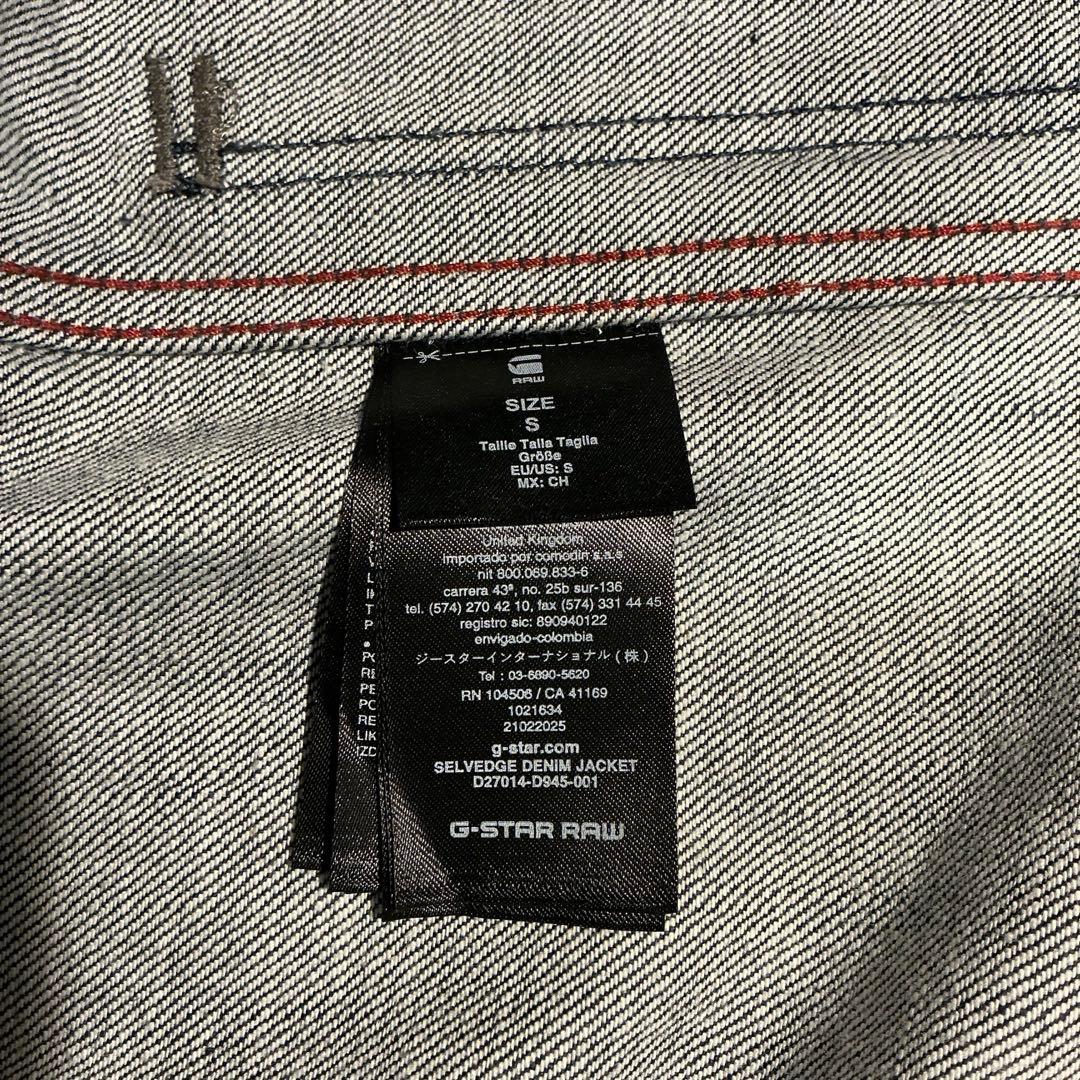 RAW
SIZE
S
Taille Talla Taglia
Größe
EU/US: S
MX: CH
United Kingdom
importado por comodin s.a.s
nit 800.069.833-6
carrera 43ª, no. 25b sur-136
tel. (574) 270 42 10, fax (574) 331 44 45
registro sic: 890940122
envigado-colombia
ジースターインターナショナル(株)
Tel : 03-6890-5620
RN 104506 / CA 41169
1021634
21022025
g-star.com
SELVEDGE DENIM JACKET
D27014-D945-001
G-STAR RAW
PE
RE
LIK
IZD